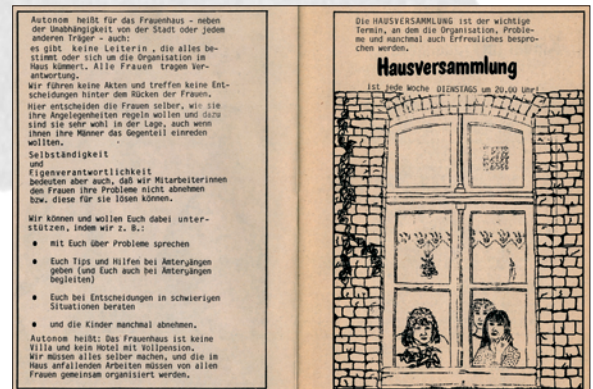 Autonom heißt für das Frauenhaus - neben
der Unabhängigkeit von der Stadt oder jedem
anderen Träger - auch:
es gibt keine Leiterin , die alles be-
stimmt oder sich um die Organisation im
Haus kümmert. Alle Frauen tragen Ver-
antwortung.
Wir führen keine Akten und treffen keine Ent-
scheidungen hinter dem Rücken der Frauen.
Hier entscheiden die Frauen selber, wie sie
ihre Angelegenheiten regeln wollen und dazu
sind sie sehr wohl in der Lage, auch wenn
ihnen ihre Männer das Gegenteil einreden
wollten.
Selbständigkeit
und
Eigenverantwortlichkeit
bedeuten aber auch, daß wir Mitarbeiterinnen
den Frauen ihre Probleme nicht abnehmen
bzw. diese für sie lösen können.
Wir können und wollen Euch dabei unter-
stützen, indem wir z. B.:
● mit Euch über Probleme sprechen
● Euch Tips und Hilfen bei Ämtergängen
geben (und Euch auch bei Ämtergängen
begleiten)
● Euch bei Entscheidungen in schwierigen
Situationen beraten
● und die Kinder manchmal abnehmen.
Autonom heißt: Das Frauenhaus ist keine
Villa und kein Hotel mit Vollpension.
Wir müssen alles selber machen, und die im
Haus anfallenden Arbeiten müssen von allen
Frauen gemeinsam organisiert werden.
Die HAUSVERSAMMLUNG ist der wichtige
Termin, an dem die Organisation, Proble-
me und manchmal auch Erfreuliches bespro-
chen werden.
Hausversammlung
ist jede Woche DIENSTAGS um 20.00 Uhr!